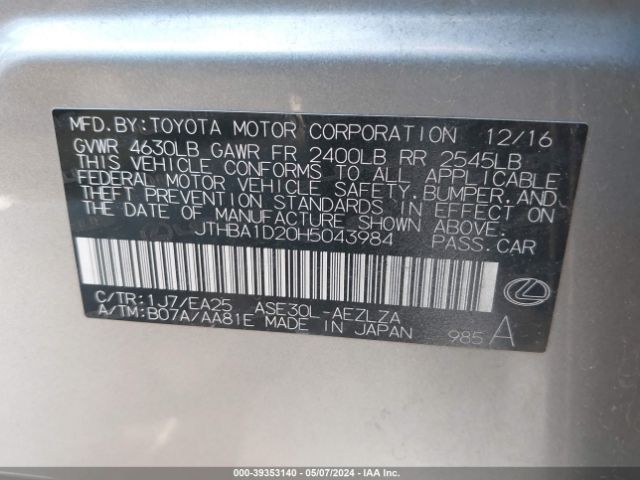 MFD.BY:TOYOTA MOTOR CORPORATION 12/16
GVWR 4630LB GAWR FR 2400LB RR 2545LB
THIS VEHICLE CONFORMS TO ALL APPLICABLE
FEDERAL MOTOR VEHICLE SAFETY,BUMPER,AND
THEFT PREVENTION STANDARDS IN EFFECT ON
THE DATE OF MANUFACTURE SHOWN ABOVE.
JTHBA1D20H5043984 PASS.CAR
C/TR:1J7/EA25 ASE30L-AEZLZA
A/TM:B07A/AA81E MADE IN JAPAN 985 A
000-39353140 - 05/07/2024 - IAA Inc.